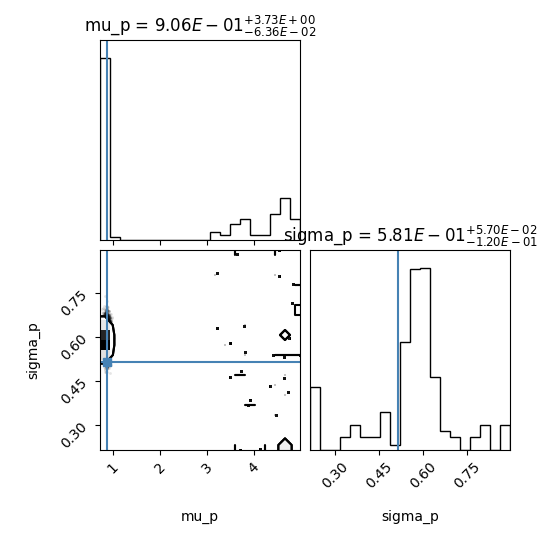 mu_p = 9.06E − 01 +3.73E + 00 −6.36E − 02
sigma_p = 5.81E − 01 +5.70E − 02 −1.20E − 01
0.75
0.60
0.45
0.30
sigma_p
1 2 3 4
0.30 0.45 0.60 0.75
mu_p
sigma_p